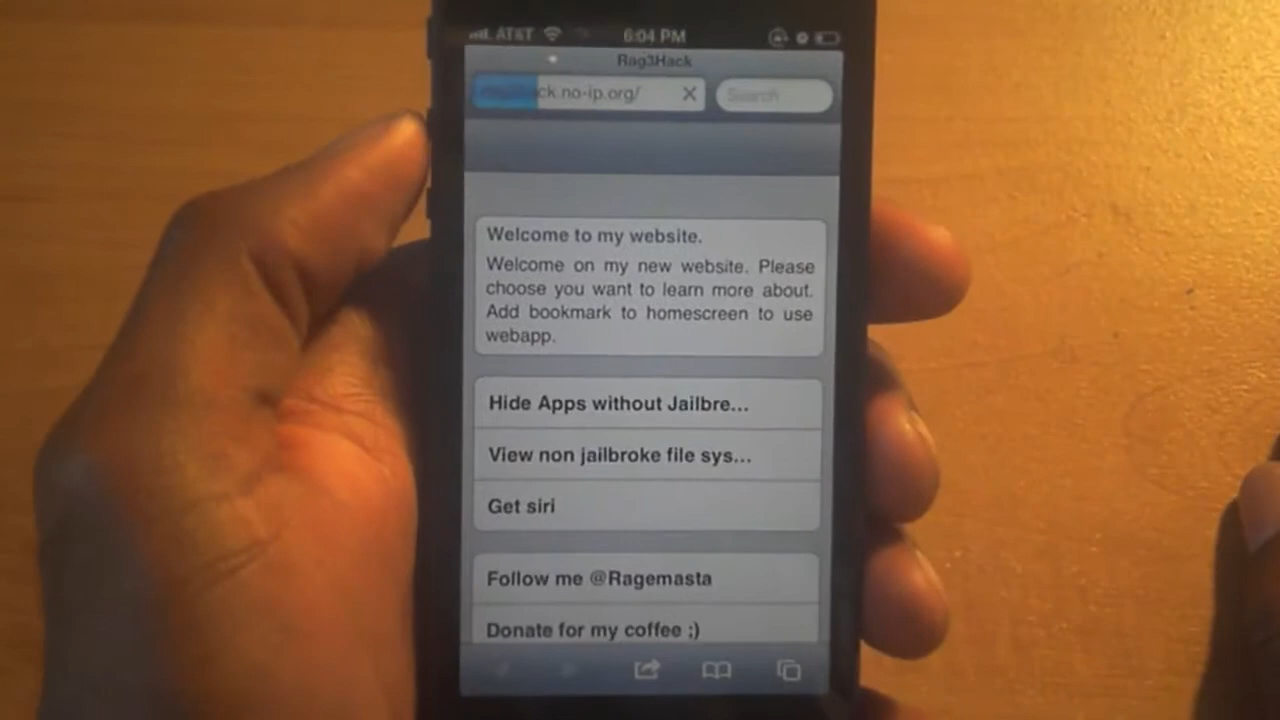 AT&T 6:04 PM
Rag3Hack
ck.no-ip.org/ Search
Welcome to my website.
Welcome on my new website. Please
choose you want to learn more about.
Add bookmark to homescreen to use
webapp.
Hide Apps without Jailbre...
View non jailbroke file sys...
Get siri
Follow me @Ragemasta
Donate for my coffee ;)